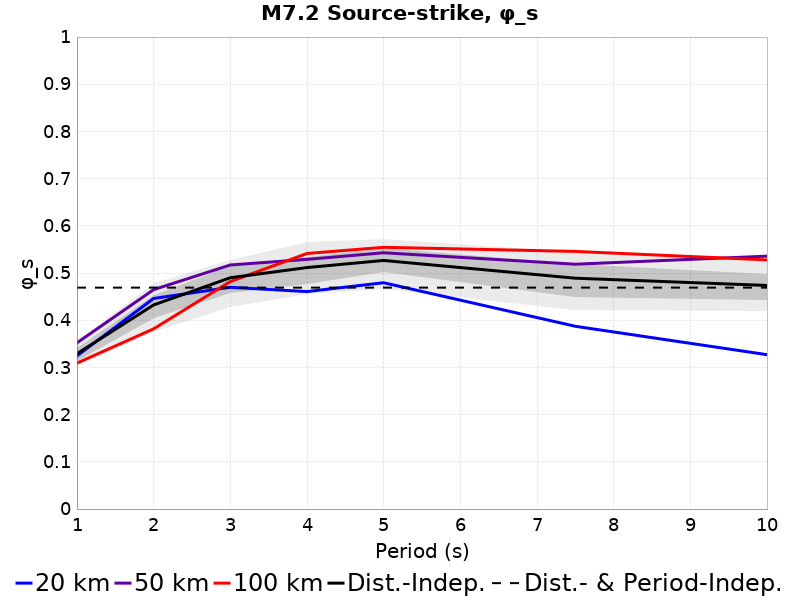 M7.2 Source-strike, φ_s
1
0.9
0.8
0.7
0.6
0.5
0.4
0.3
0.2
0.1
0
φ_s
1 2 3 4 5 6 7 8 9 10
Period (s)
20 km 50 km 100 km Dist.-Indep. Dist.- & Period-Indep.